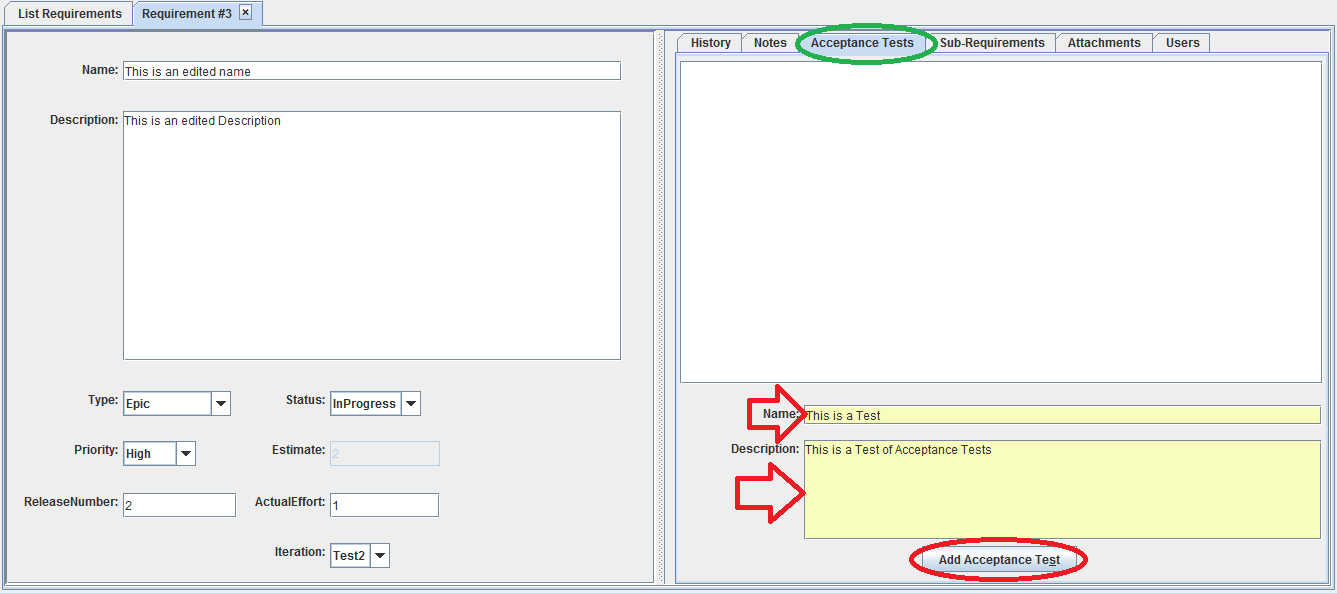 List Requirements
Requirement #3
Name: This is an edited name
Description: This is an edited Description
Type: Epic
Status: InProgress
Priority: High
Estimate: 2
ReleaseNumber: 2
ActualEffort: 1
Iteration: Test2
History
Notes
Acceptance Tests
Sub-Requirements
Attachments
Users
Name: This is a Test
Description: This is a Test of Acceptance Tests
Add Acceptance Test